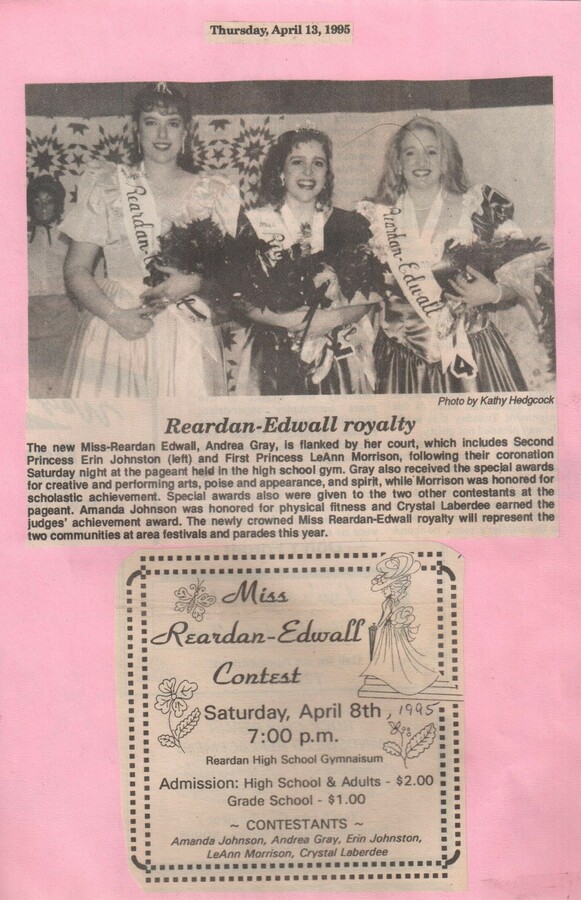 Thursday, April 13, 1995
Reardan-
Miss
Reardan-Edwall
Photo by Kathy Hedgcock
Reardan-Edwall royalty
The new Miss-Reardan Edwall, Andrea Gray, is flanked by her court, which includes Second
Princess Erin Johnston (left) and First Princess LeAnn Morrison, following their coronation
Saturday night at the pageant held in the high school gym. Gray also received the special awards
for creative and performing arts, poise and appearance, and spirit, while Morrison was honored for
scholastic achievement. Special awards also were given to the two other contestants at the
pageant. Amanda Johnson was honored for physical fitness and Crystal Laberdee earned the
judges' achievement award. The newly crowned Miss Reardan-Edwall royalty will represent the
two communities at area festivals and parades this year.
Miss
Reardan-Edwall
Contest
Saturday, April 8th, 1995
7:00 p.m.
Reardan High School Gymnaisum
Admission: High School & Adults - $2.00
Grade School - $1.00
~ CONTESTANTS ~
Amanda Johnson, Andrea Gray, Erin Johnston,
LeAnn Morrison, Crystal Laberdee